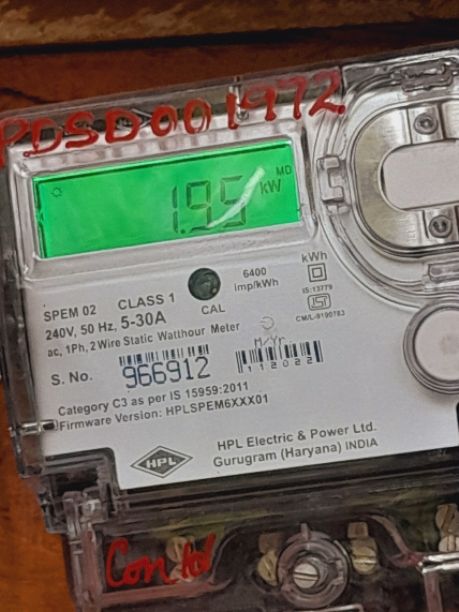 PDSD001972
1.95 kW MD
6400
imp/kWh
kWh
IS:13779
CM/L-9190783
SPEM 02 CLASS 1
240V, 50 Hz, 5-30A CAL
ac, 1Ph, 2 Wire Static Watthour Meter
M/Yr.
S. No. 966912 112022
Category C3 as per IS 15959:2011
Firmware Version: HPLSPEM6XXX01
HPL
HPL Electric & Power Ltd.
Gurugram (Haryana) INDIA